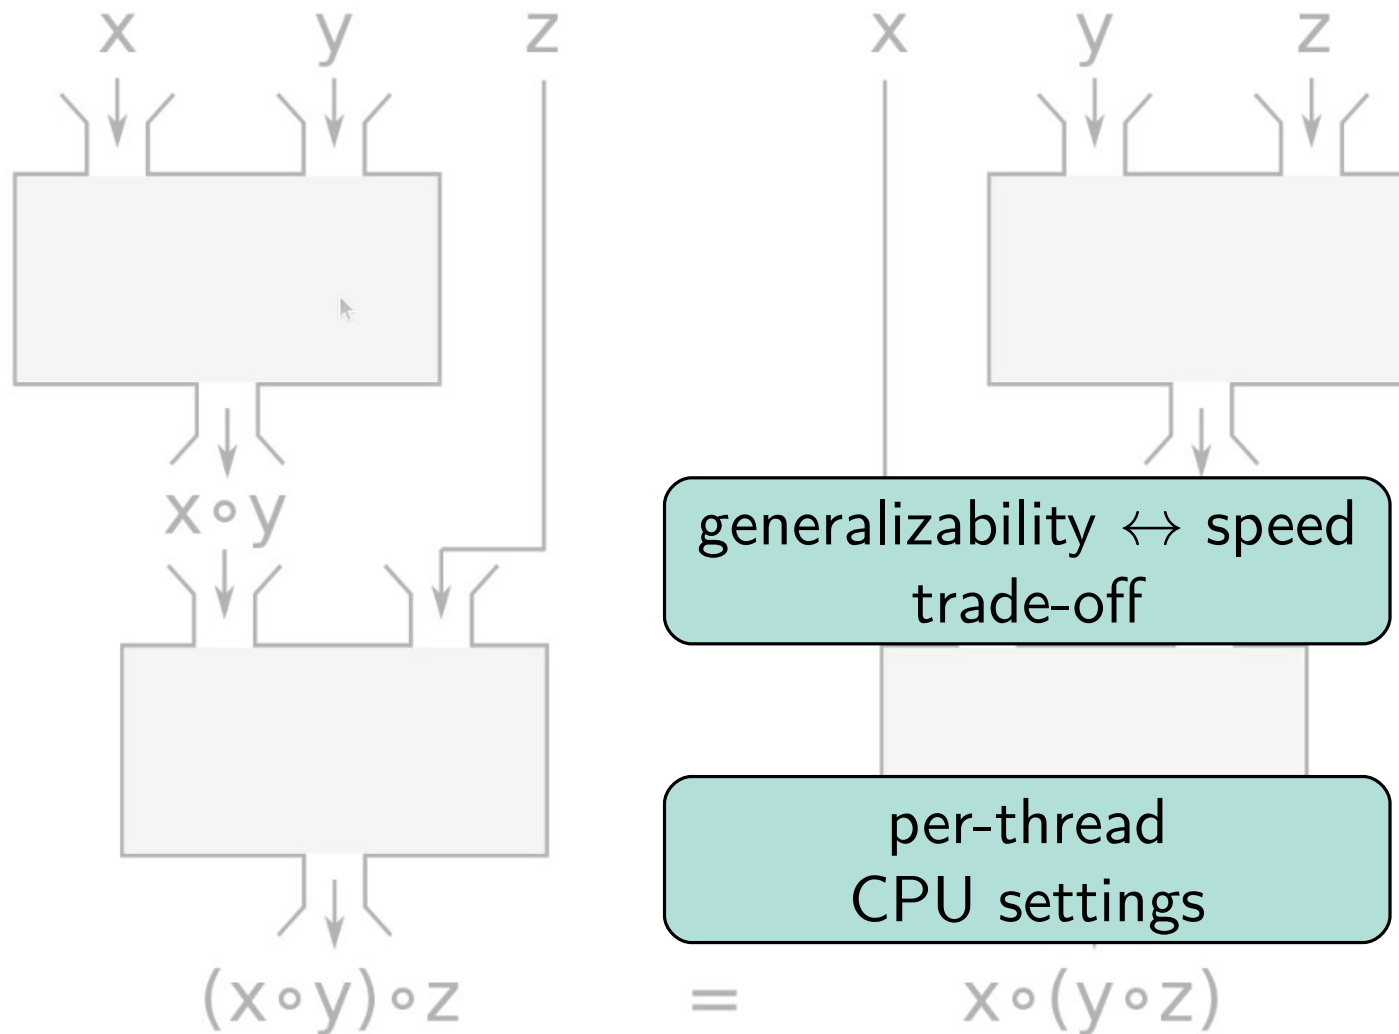 x y z x y z
x∘y
generalizability ↔ speed
trade-off
per-thread
CPU settings
(x∘y)∘z = x∘(y∘z)